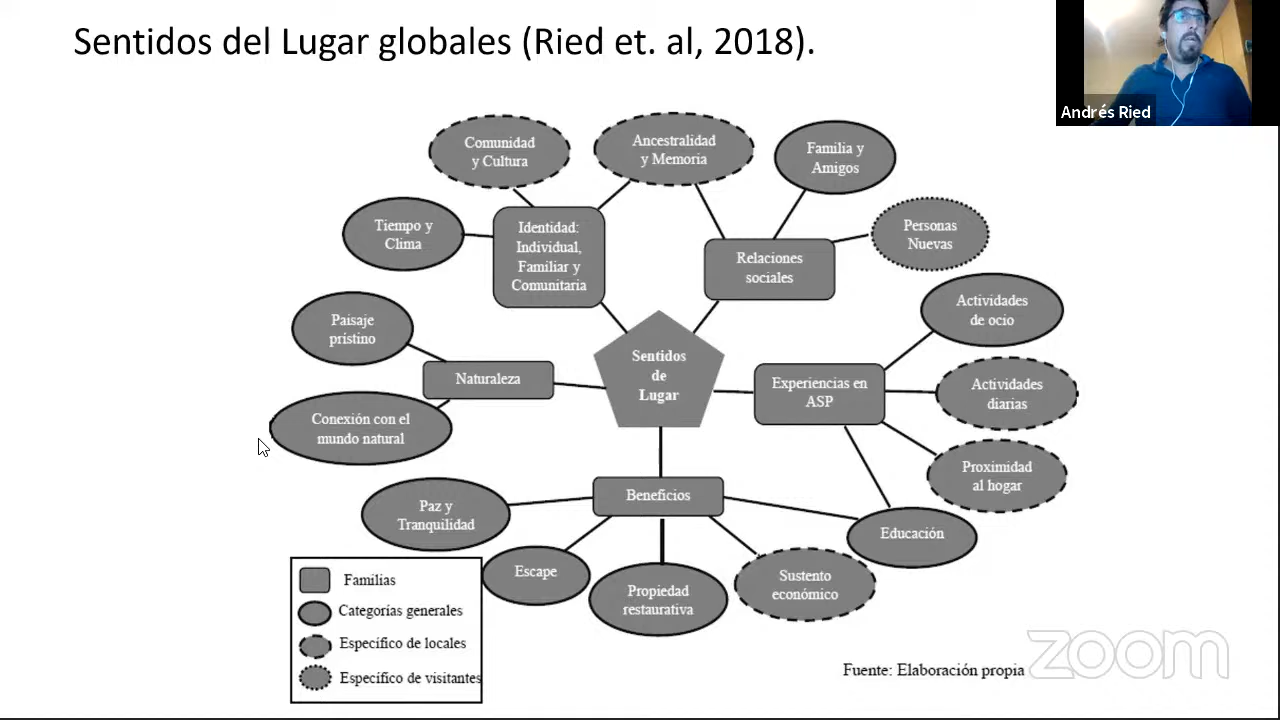 Sentidos del Lugar globales (Ried et. al, 2018).
Andrés Ried
Comunidad
y Cultura
Ancestralidad
y Memoria
Familia y
Amigos
Tiempo y
Clima
Identidad:
Individual,
Familiar y
Comunitaria
Relaciones
sociales
Personas
Nuevas
Paisaje
pristino
Naturaleza
Sentidos
de
Lugar
Experiencias en
ASP
Actividades
de ocio
Actividades
diarias
Conexión con el
mundo natural
Proximidad
al hogar
Paz y
Tranquilidad
Beneficios
Educación
Escape
Propiedad
restaurativa
Sustento
económico
Familias
Categorías generales
Específico de locales
Específico de visitantes
Fuente: Elaboración propia
zoom